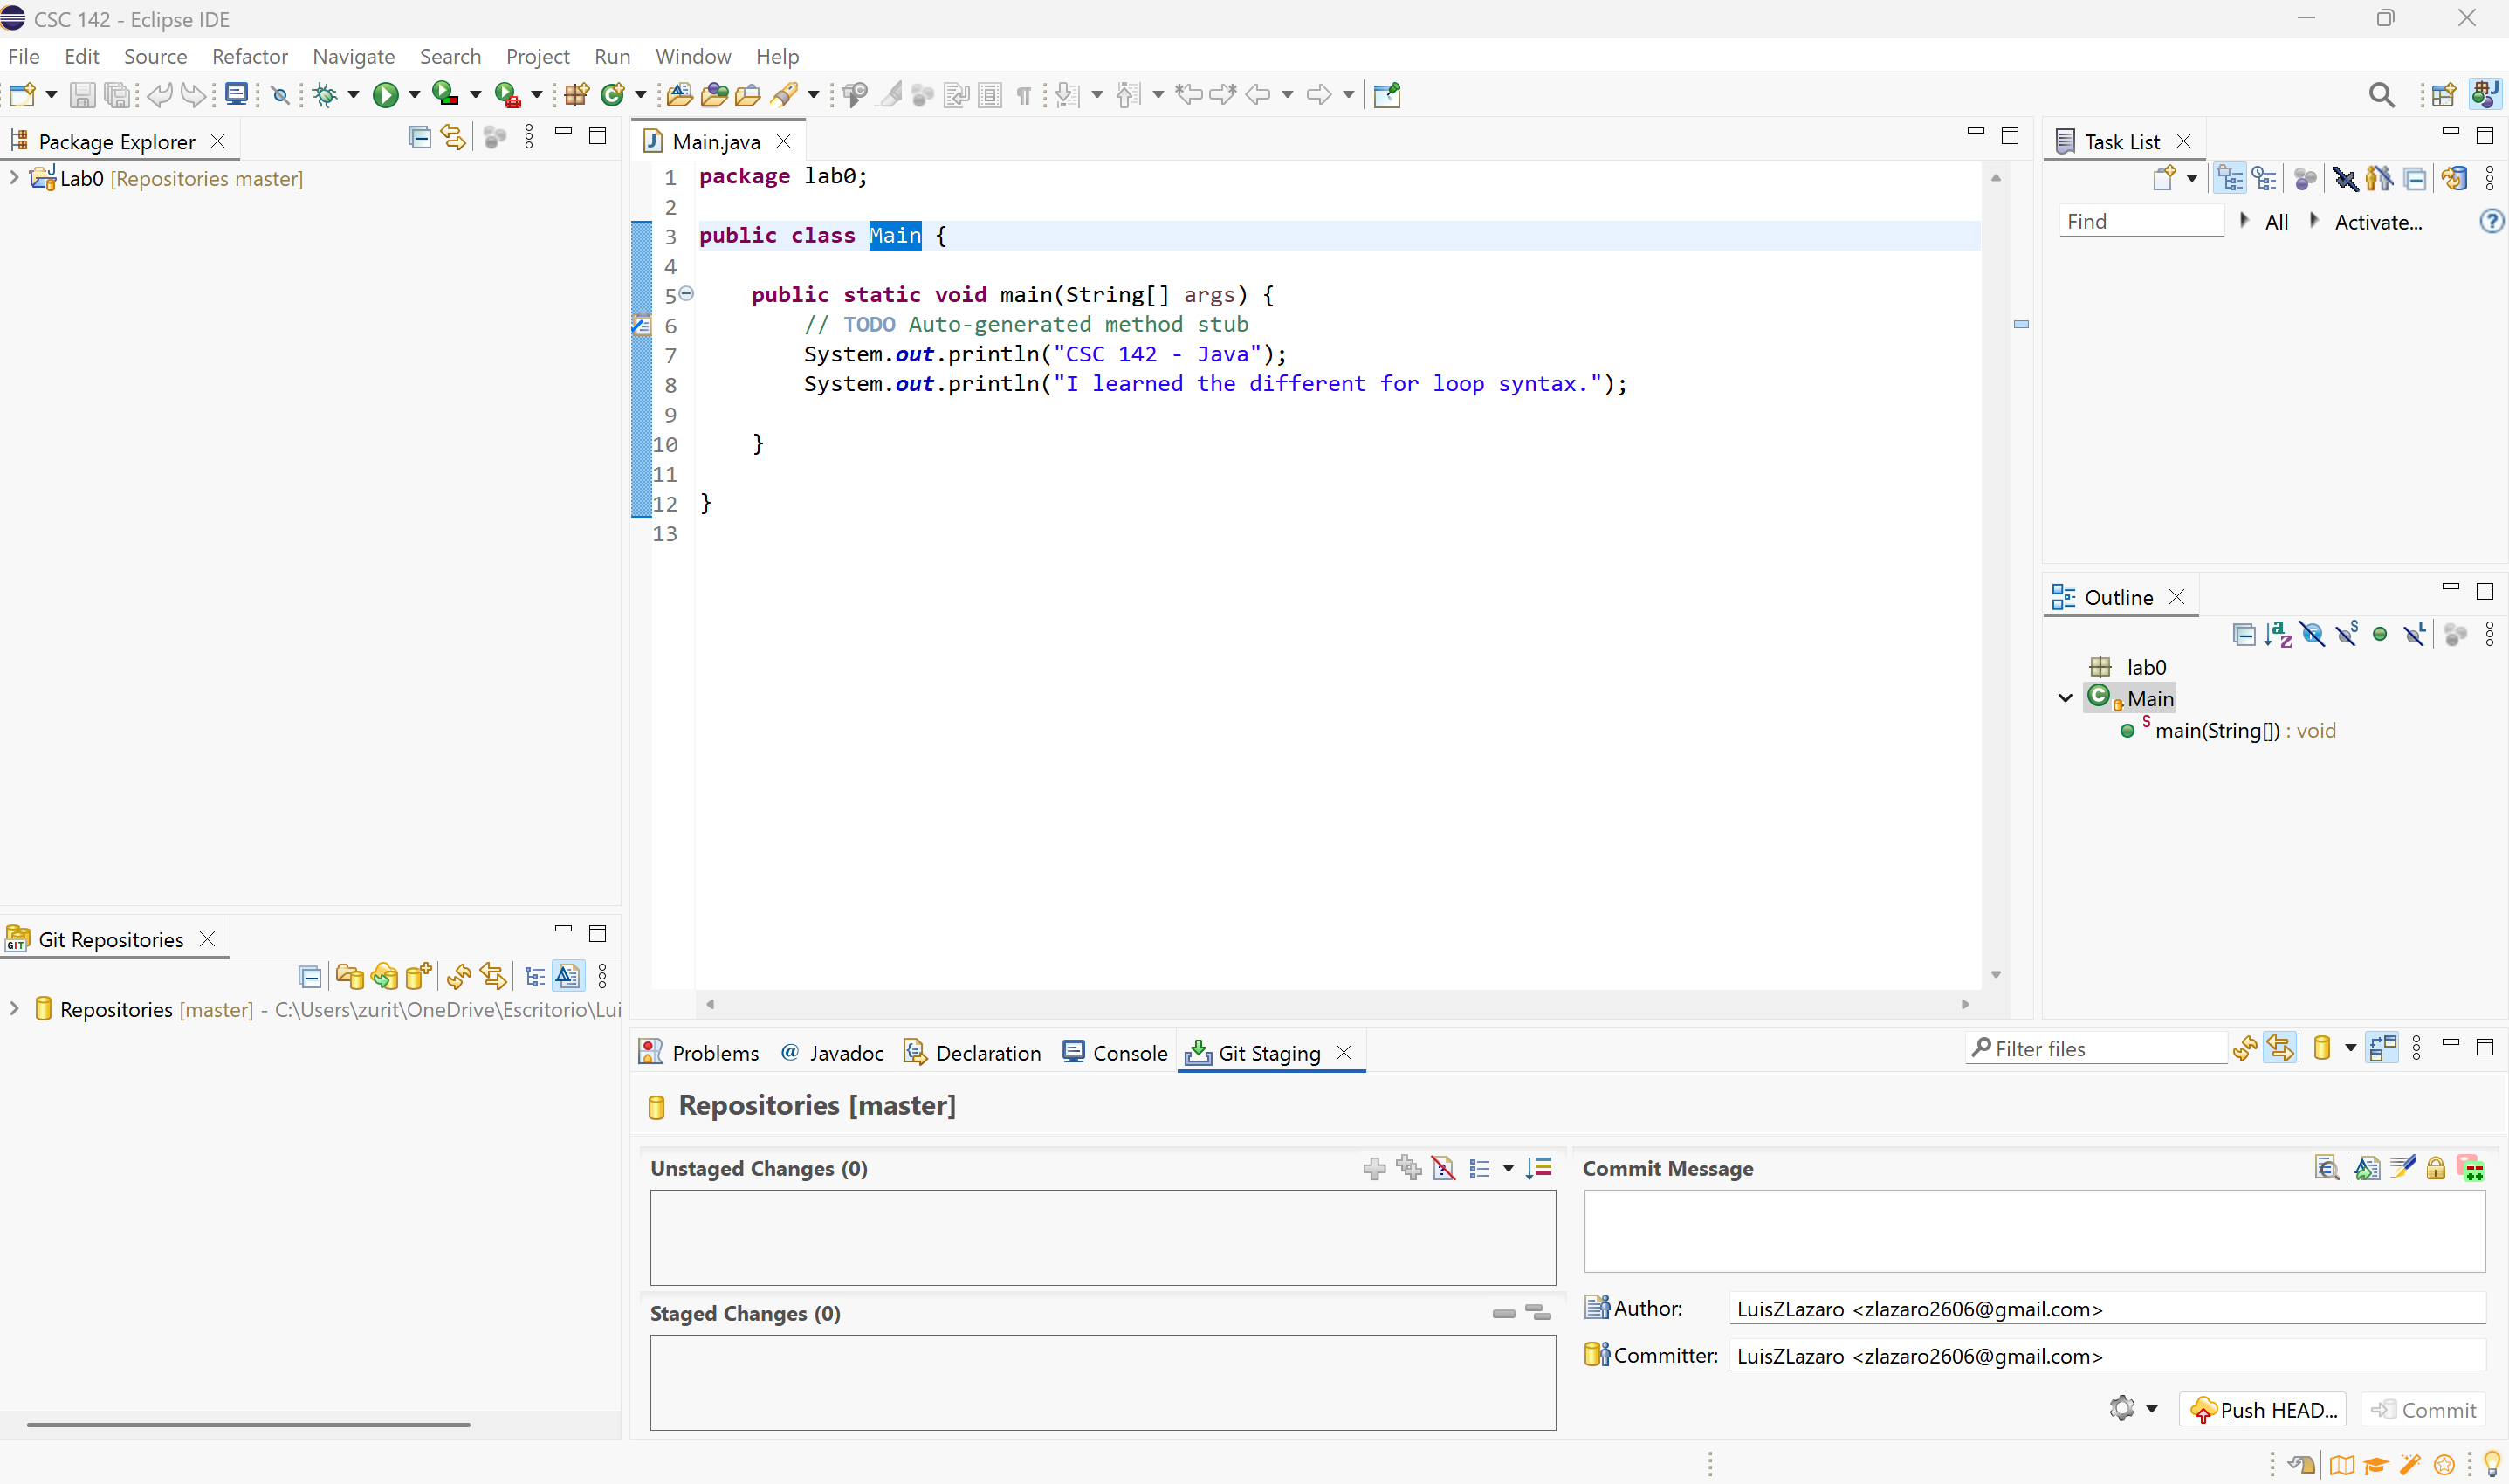 CSC 142 - Eclipse IDE
File Edit Source Refactor Navigate Search Project Run Window Help
Package Explorer
Lab0 [Repositories master]
Main.java
1 package lab0;
2
3 public class Main {
4
5 public static void main(String[] args) {
6 // TODO Auto-generated method stub
7 System.out.println("CSC 142 - Java");
8 System.out.println("I learned the different for loop syntax.");
9
10 }
11
12 }
13
Task List
Find All Activate...
Outline
lab0
Main
main(String[]) : void
Git Repositories
Repositories [master] - C:\Users\zurit\OneDrive\Escritorio\Lui
Problems @ Javadoc Declaration Console Git Staging
Filter files
Repositories [master]
Unstaged Changes (0)
Staged Changes (0)
Commit Message
Author: LuisZLazaro <zlazaro2606@gmail.com>
Committer: LuisZLazaro <zlazaro2606@gmail.com>
Push HEAD... Commit